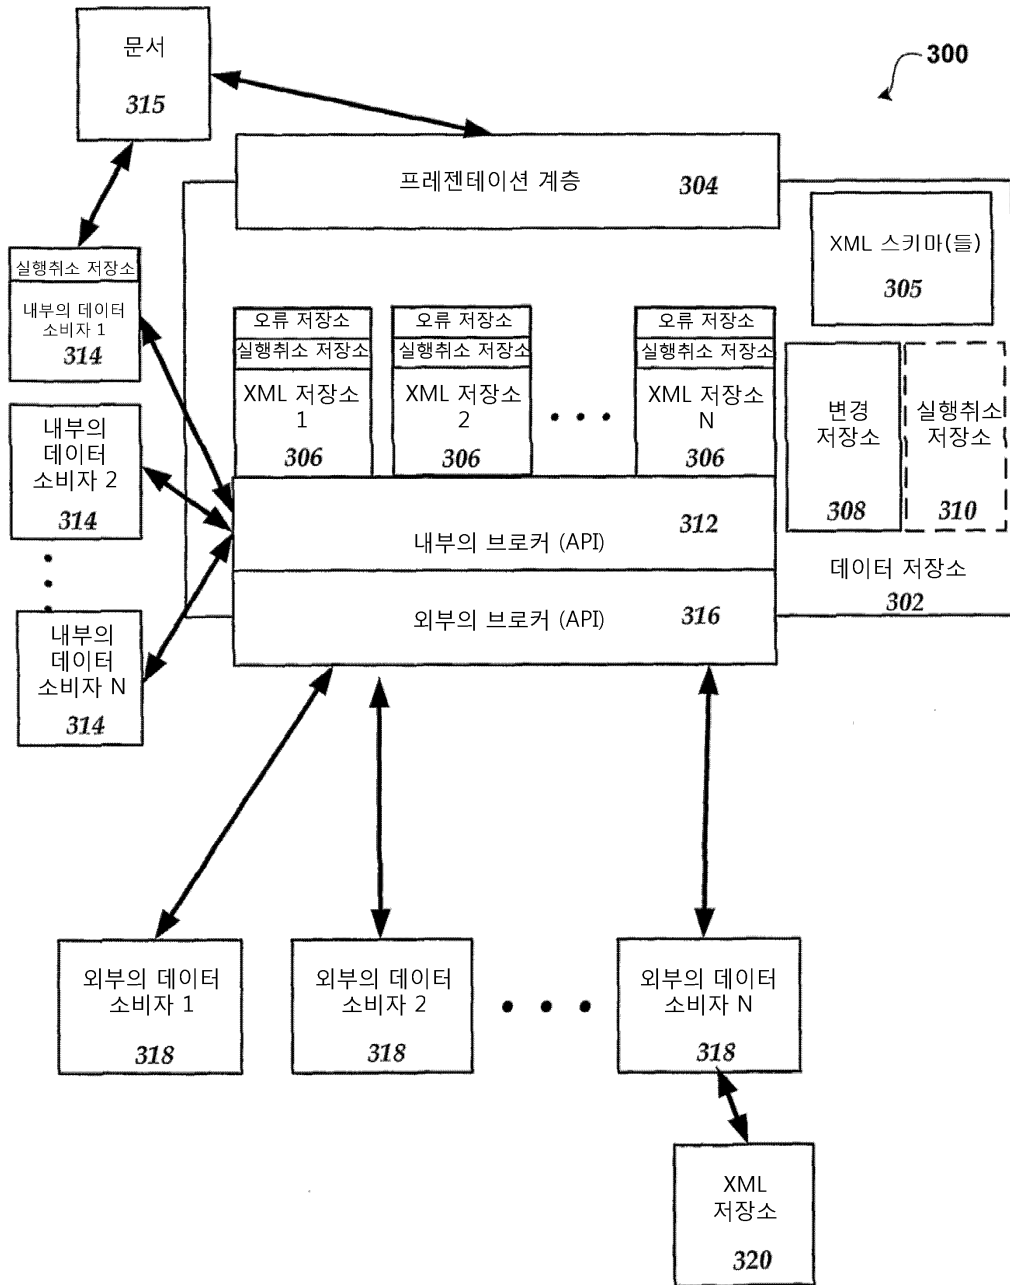 문서
315
300
프레젠테이션 계층 304
XML 스키마(들)
305
실행취소 저장소
내부의 데이터
소비자 1
314
오류 저장소
실행취소 저장소
XML 저장소
1
306
오류 저장소
실행취소 저장소
XML 저장소
2
306
오류 저장소
실행취소 저장소
XML 저장소
N
306
변경
저장소
308
실행취소
저장소
310
내부의
데이터
소비자 2
314
312
내부의 브로커 (API)
데이터 저장소
302
외부의 브로커 (API) 316
내부의
데이터
소비자 N
314
외부의 데이터
소비자 1
318
외부의 데이터
소비자 2
318
외부의 데이터
소비자 N
318
XML
저장소
320